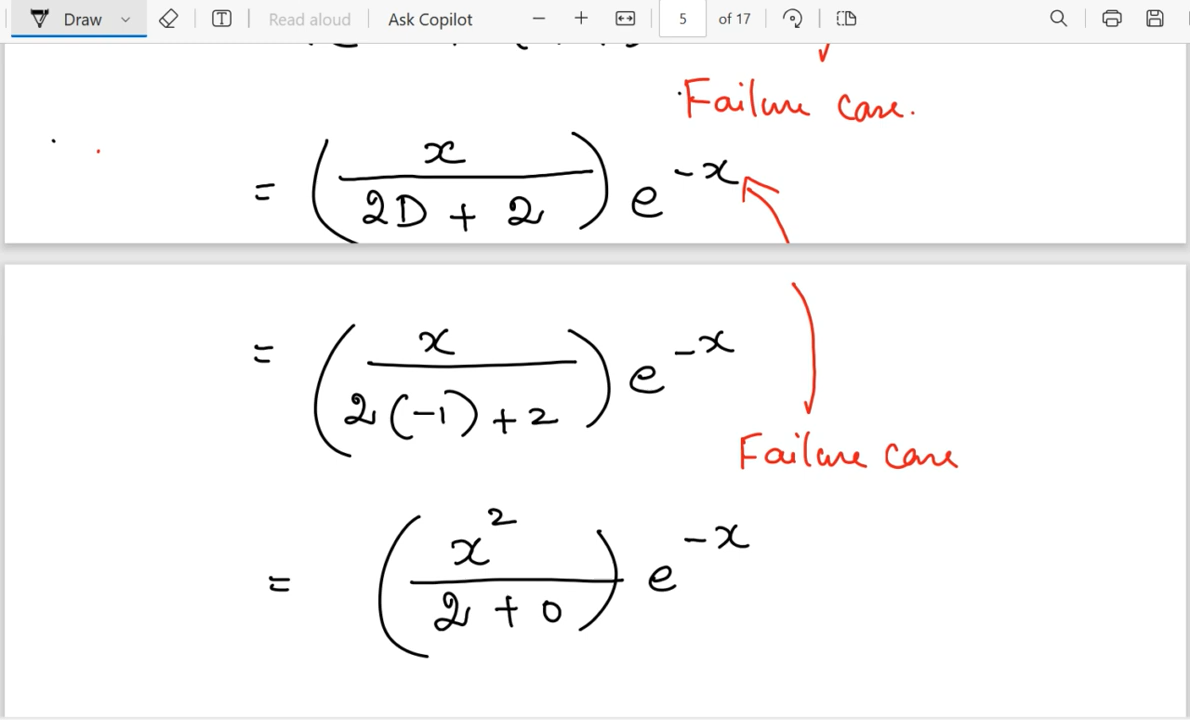 Draw Read aloud Ask Copilot 5 of 17
Failure case.
= (x / (2D + 2)) e^-x
= (x / (2(-1) + 2)) e^-x
Failure case
= (x^2 / (2 + 0)) e^-x